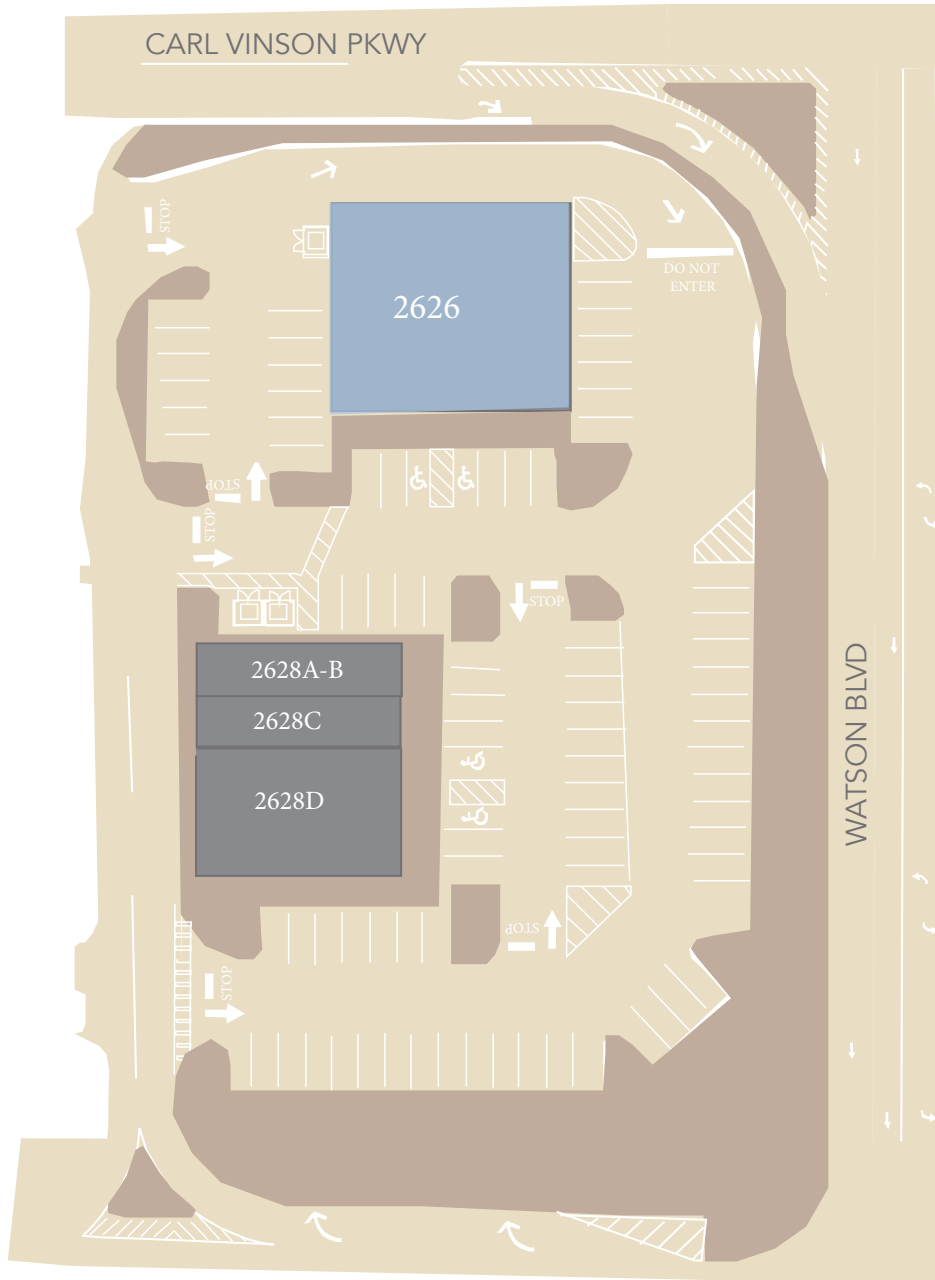 CARL VINSON PKWY
STOP
DO NOT
ENTER
2626
STOP
STOP
STOP
2628A-B
2628C
2628D
WATSON BLVD
STOP
STOP